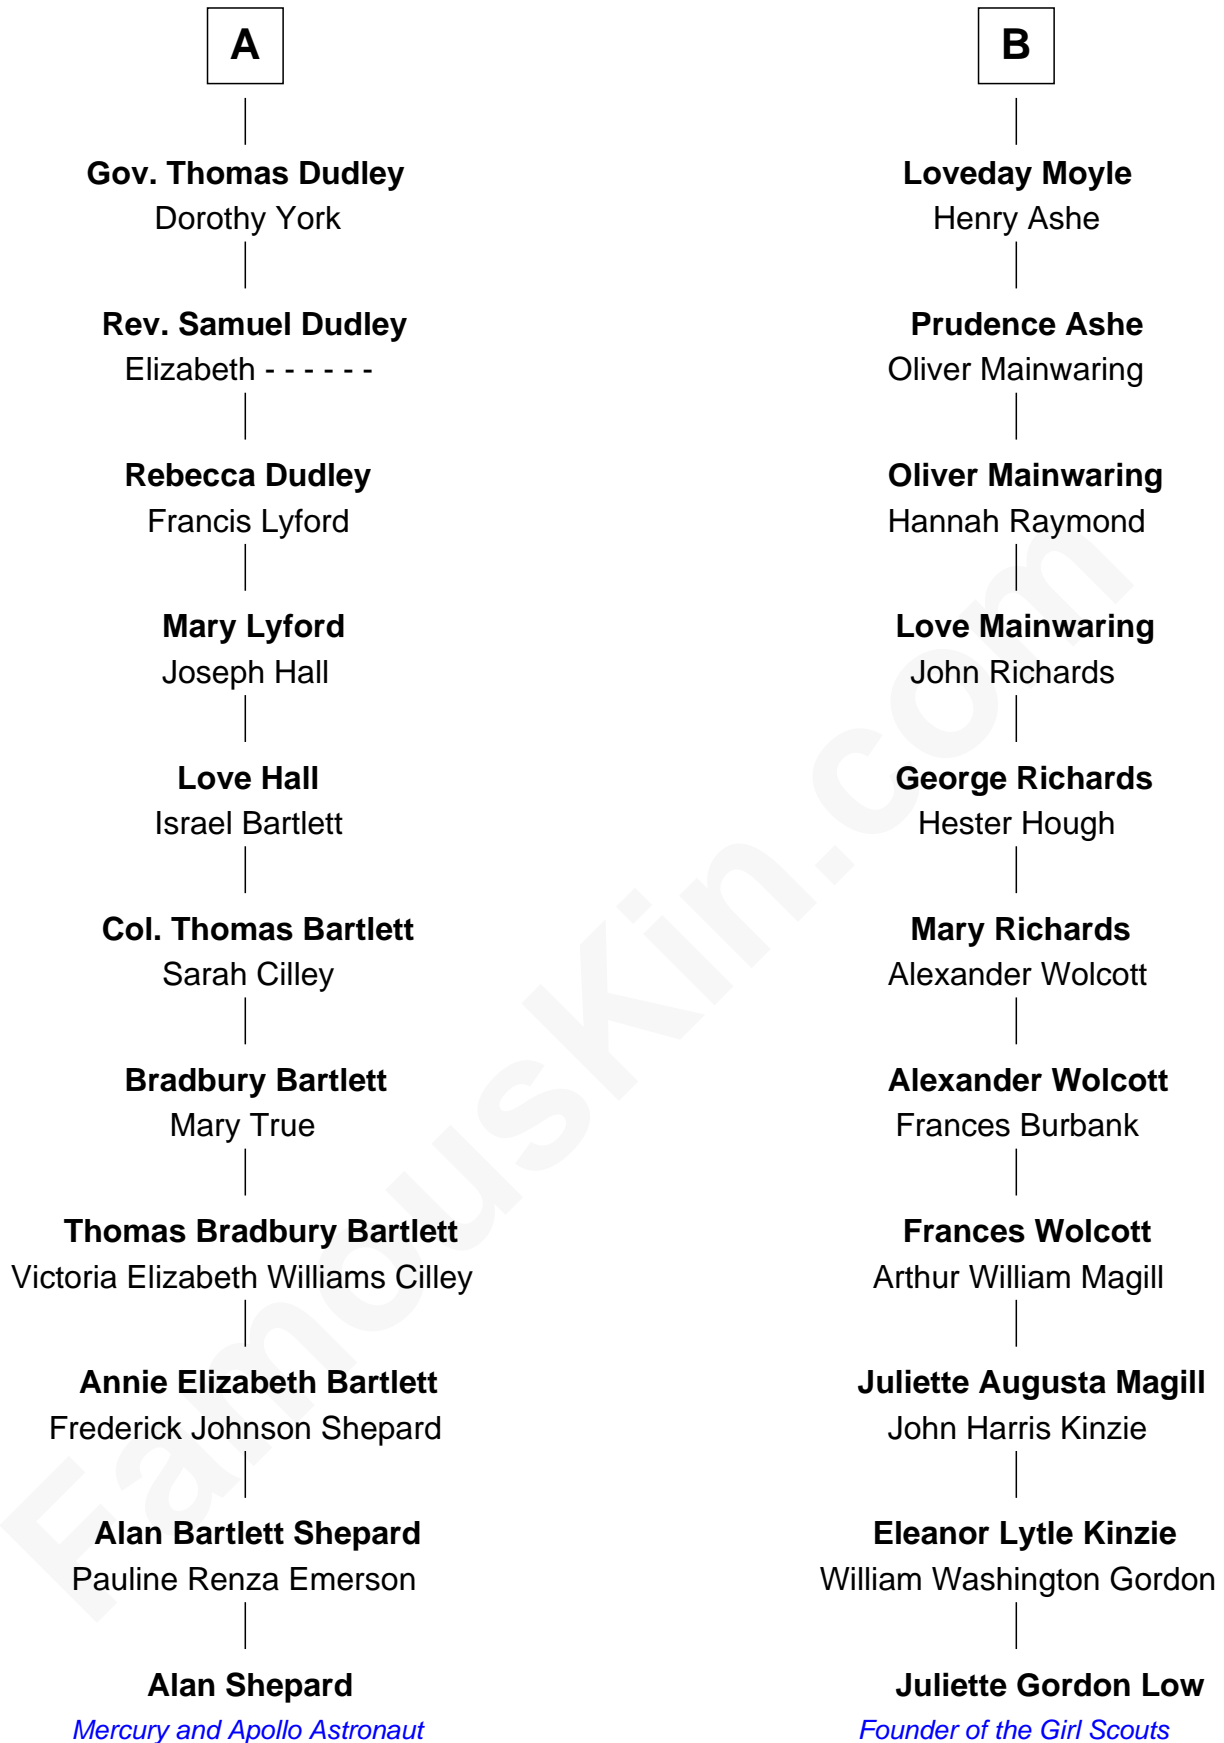 A
Gov. Thomas Dudley
Dorothy York
Rev. Samuel Dudley
Elizabeth - - - - - -
Rebecca Dudley
Francis Lyford
Mary Lyford
Joseph Hall
Love Hall
Israel Bartlett
Col. Thomas Bartlett
Sarah Cilley
Bradbury Bartlett
Mary True
Thomas Bradbury Bartlett
Victoria Elizabeth Williams Cilley
Annie Elizabeth Bartlett
Frederick Johnson Shepard
Alan Bartlett Shepard
Pauline Renza Emerson
Alan Shepard
Mercury and Apollo Astronaut
B
Loveday Moyle
Henry Ashe
Prudence Ashe
Oliver Mainwaring
Oliver Mainwaring
Hannah Raymond
Love Mainwaring
John Richards
George Richards
Hester Hough
Mary Richards
Alexander Wolcott
Alexander Wolcott
Frances Burbank
Frances Wolcott
Arthur William Magill
Juliette Augusta Magill
John Harris Kinzie
Eleanor Lytle Kinzie
William Washington Gordon
Juliette Gordon Low
Founder of the Girl Scouts
FamousKin.com